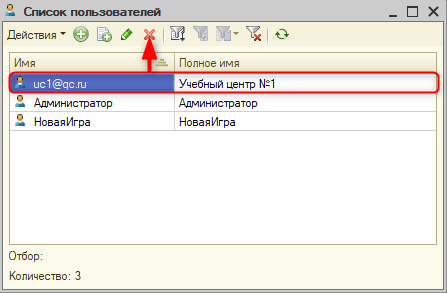 Список пользователей
Действия
Имя Полное имя
uc1@qc.ru Учебный центр №1
Администратор Администратор
НоваяИгра НоваяИгра
Отбор:
Количество: 3